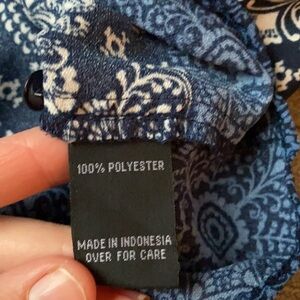 100% POLYESTER
MADE IN INDONESIA
OVER FOR CARE